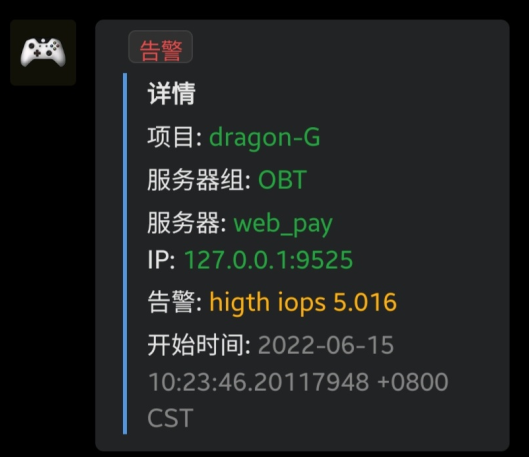 告警
详情
项目: dragon-G
服务器组: OBT
服务器: web_pay
IP: 127.0.0.1:9525
告警: higth iops 5.016
开始时间: 2022-06-15
10:23:46.20117948 +0800
CST